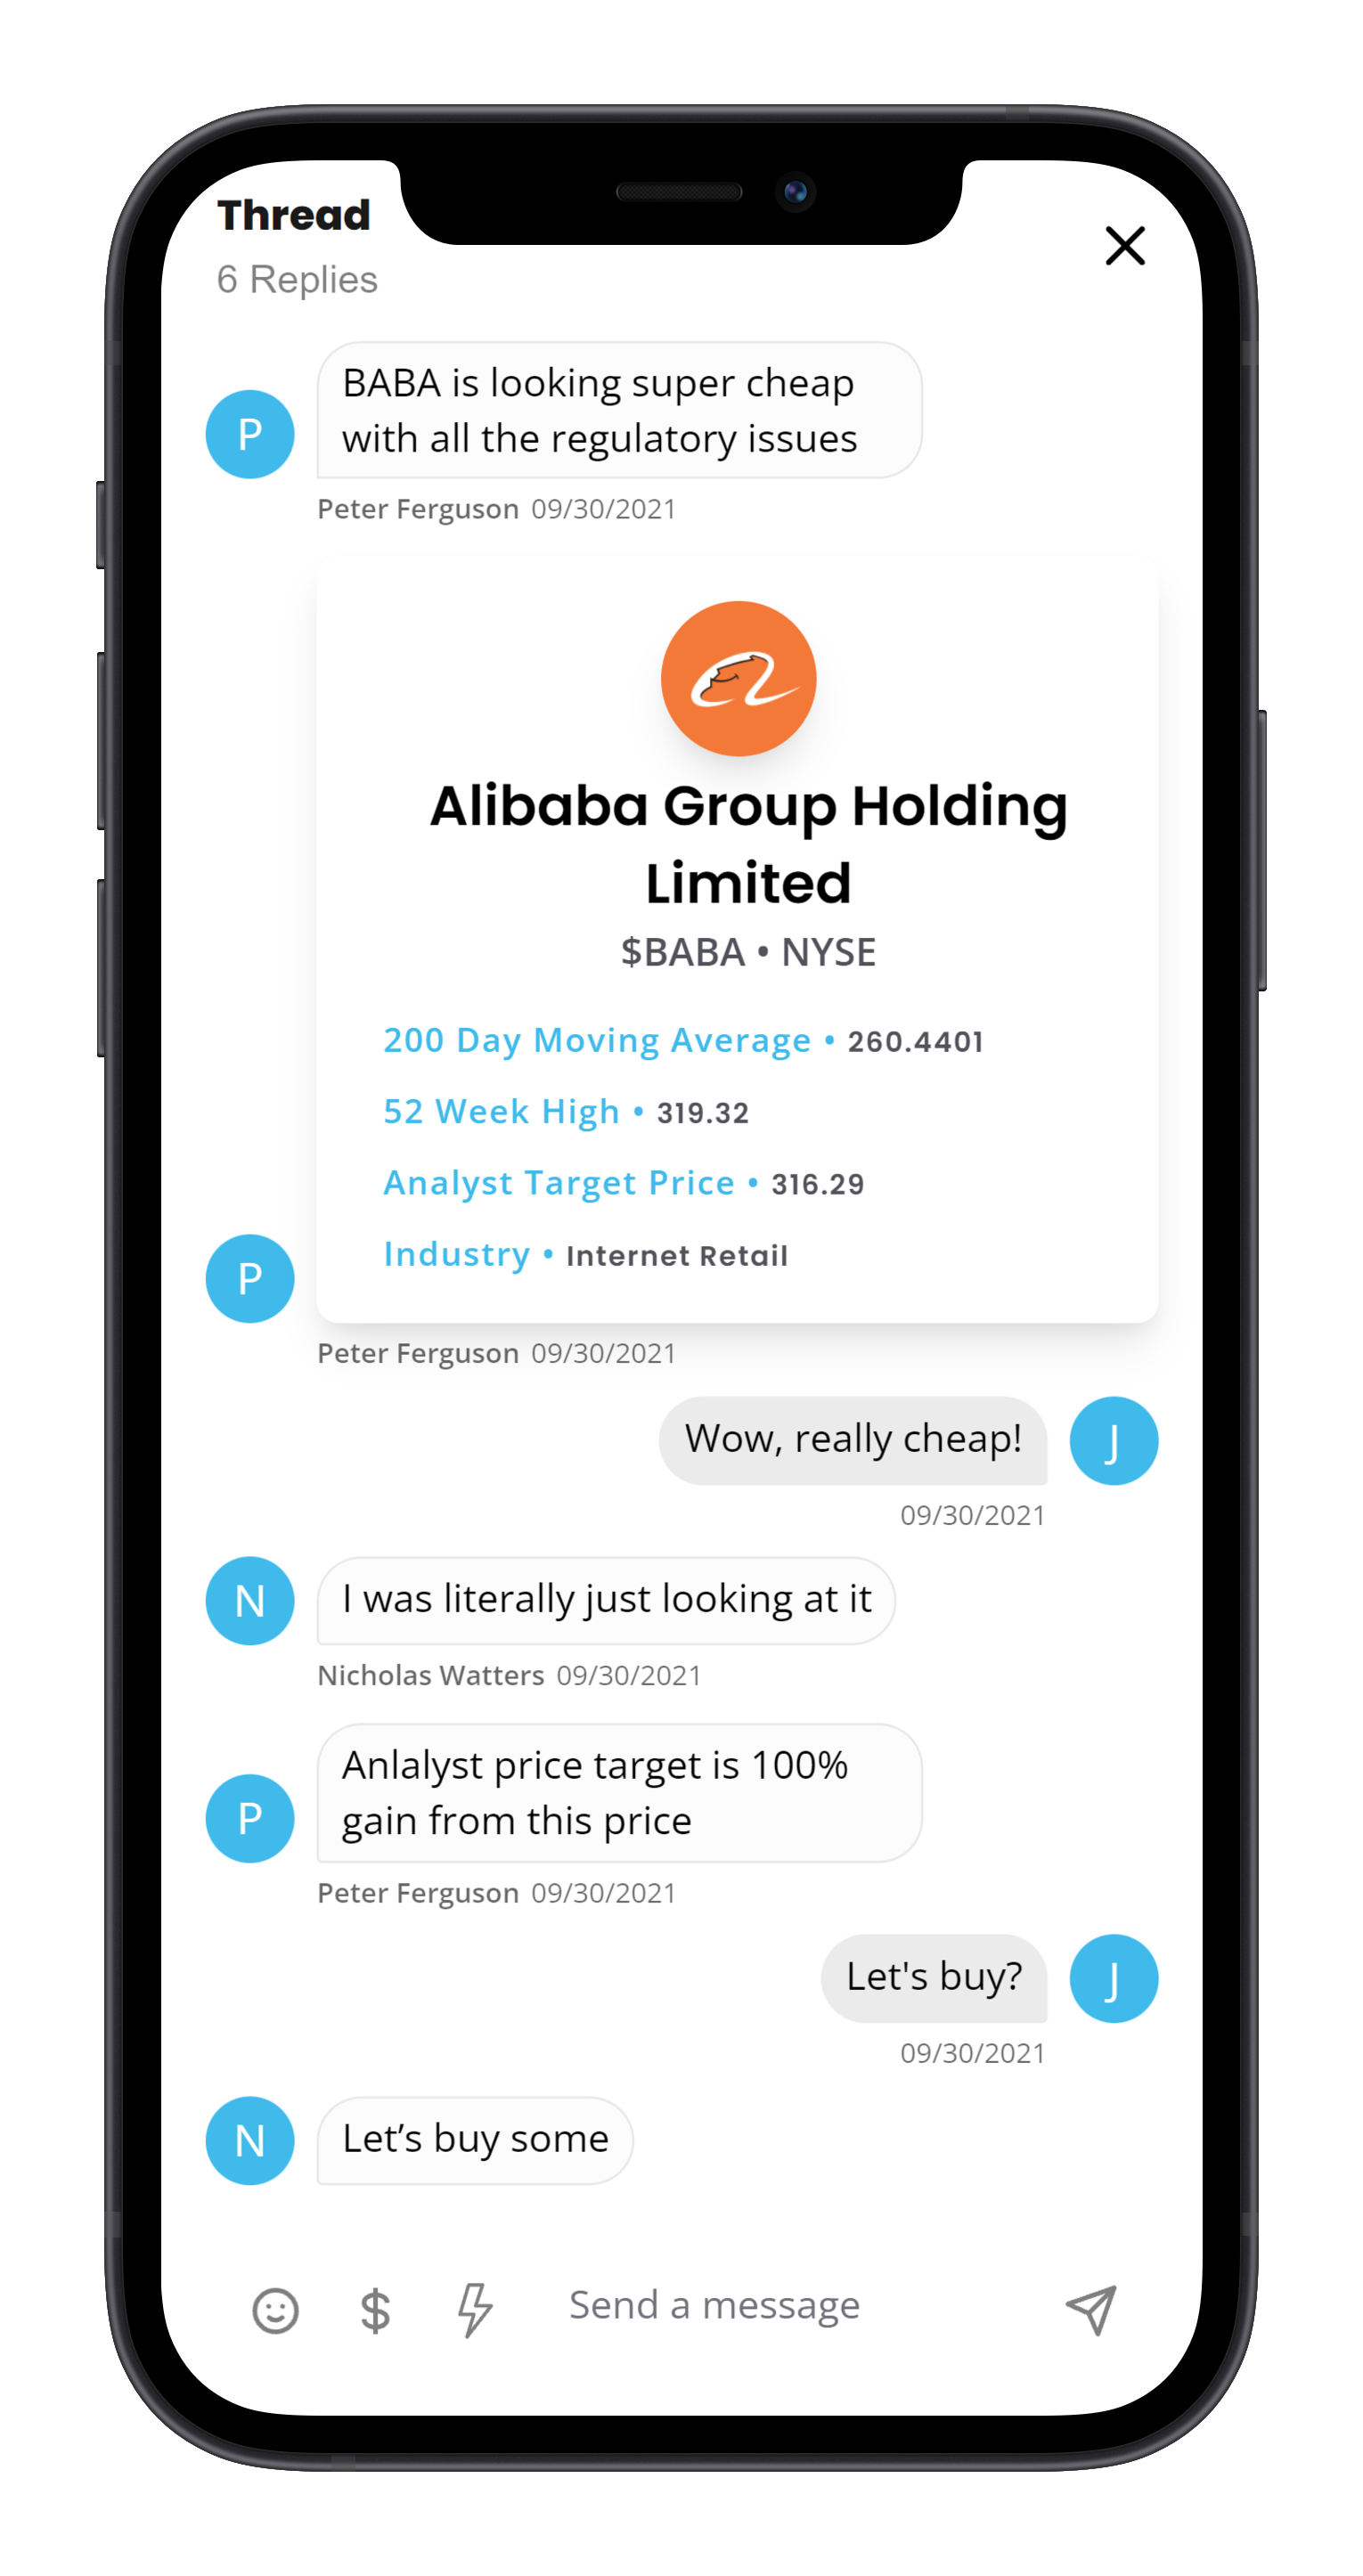 Thread
6 Replies
BABA is looking super cheap
with all the regulatory issues
P
Peter Ferguson 09/30/2021
Alibaba Group Holding
Limited
$BABA • NYSE
200 Day Moving Average • 260.4401
52 Week High • 319.32
Analyst Target Price • 316.29
Industry • Internet Retail
P
Peter Ferguson 09/30/2021
Wow, really cheap!
J
09/30/2021
N
I was literally just looking at it
Nicholas Watters 09/30/2021
Anlalyst price target is 100%
gain from this price
P
Peter Ferguson 09/30/2021
Let's buy?
J
09/30/2021
N
Let’s buy some
$
Send a message